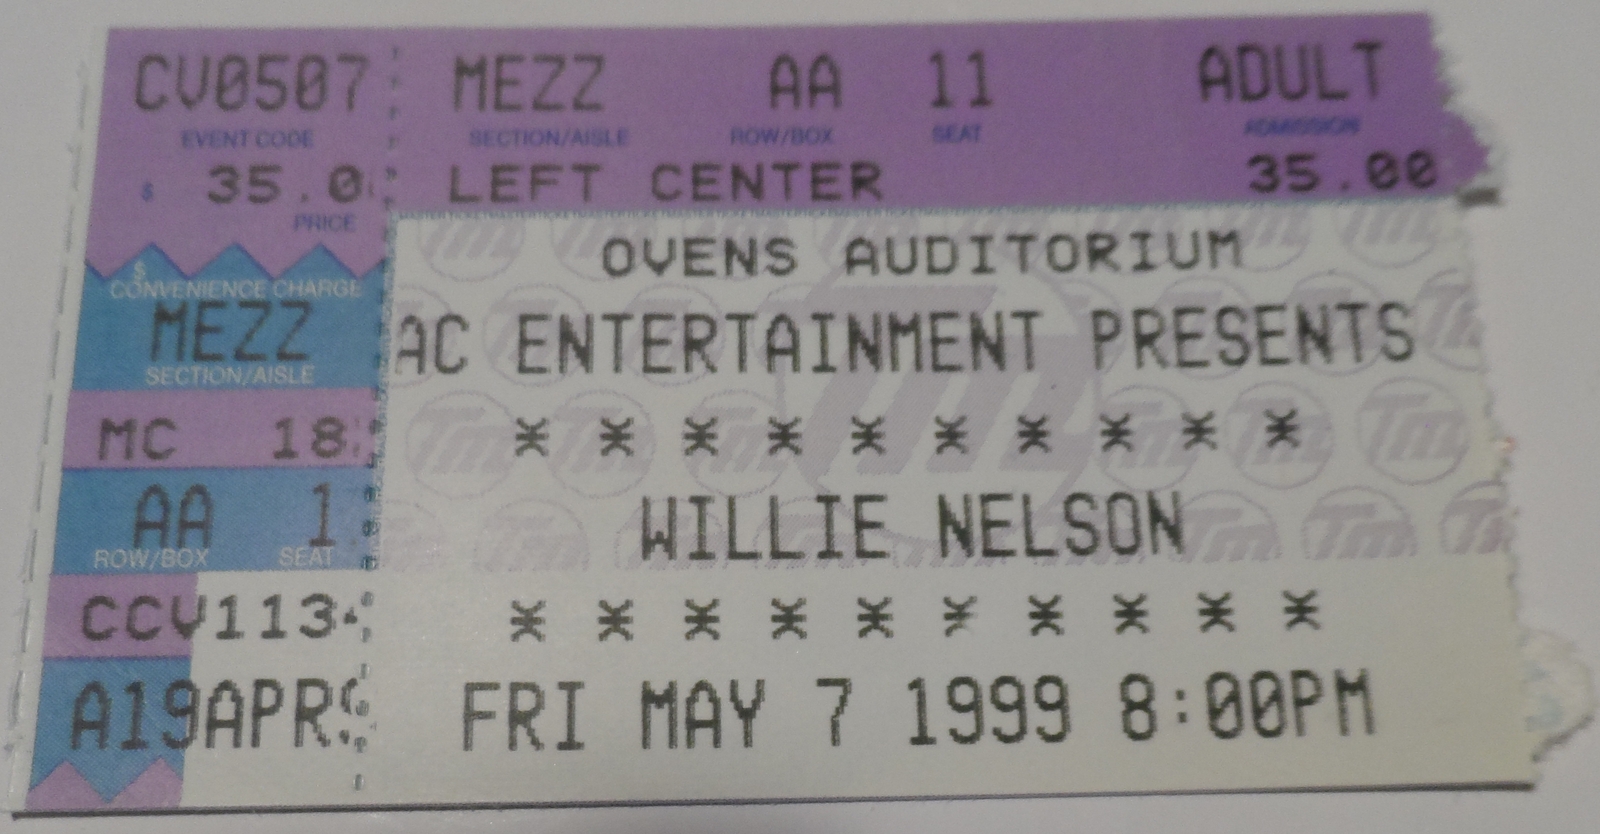 CV0507 MEZZ AA 11 ADULT
EVENT CODE SECTION/AISLE ROW/BOX SEAT ADMISSION
$ 35.0 LEFT CENTER 35.00
PRICE
OVENS AUDITORIUM
$
CONVENIENCE CHARGE
MEZZ AC ENTERTAINMENT PRESENTS
SECTION/AISLE
MC 18 * * * * * * * * * *
AA 1 WILLIE NELSON
ROW/BOX SEAT
CCV113 * * * * * * * * * *
A19APR FRI MAY 7 1999 8:00PM